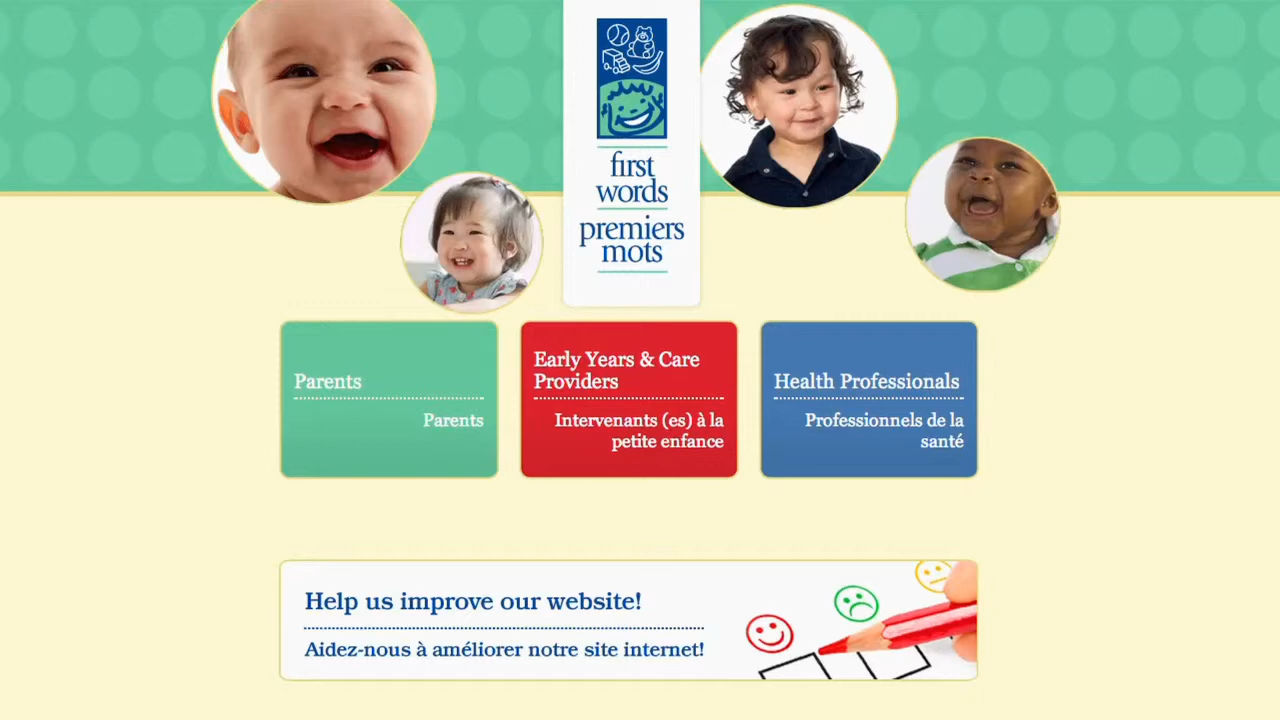 first
words
premiers
mots
Parents
Parents
Early Years & Care
Providers
Intervenants (es) à la
petite enfance
Health Professionals
Professionnels de la
santé
Help us improve our website!
Aidez-nous à améliorer notre site internet!